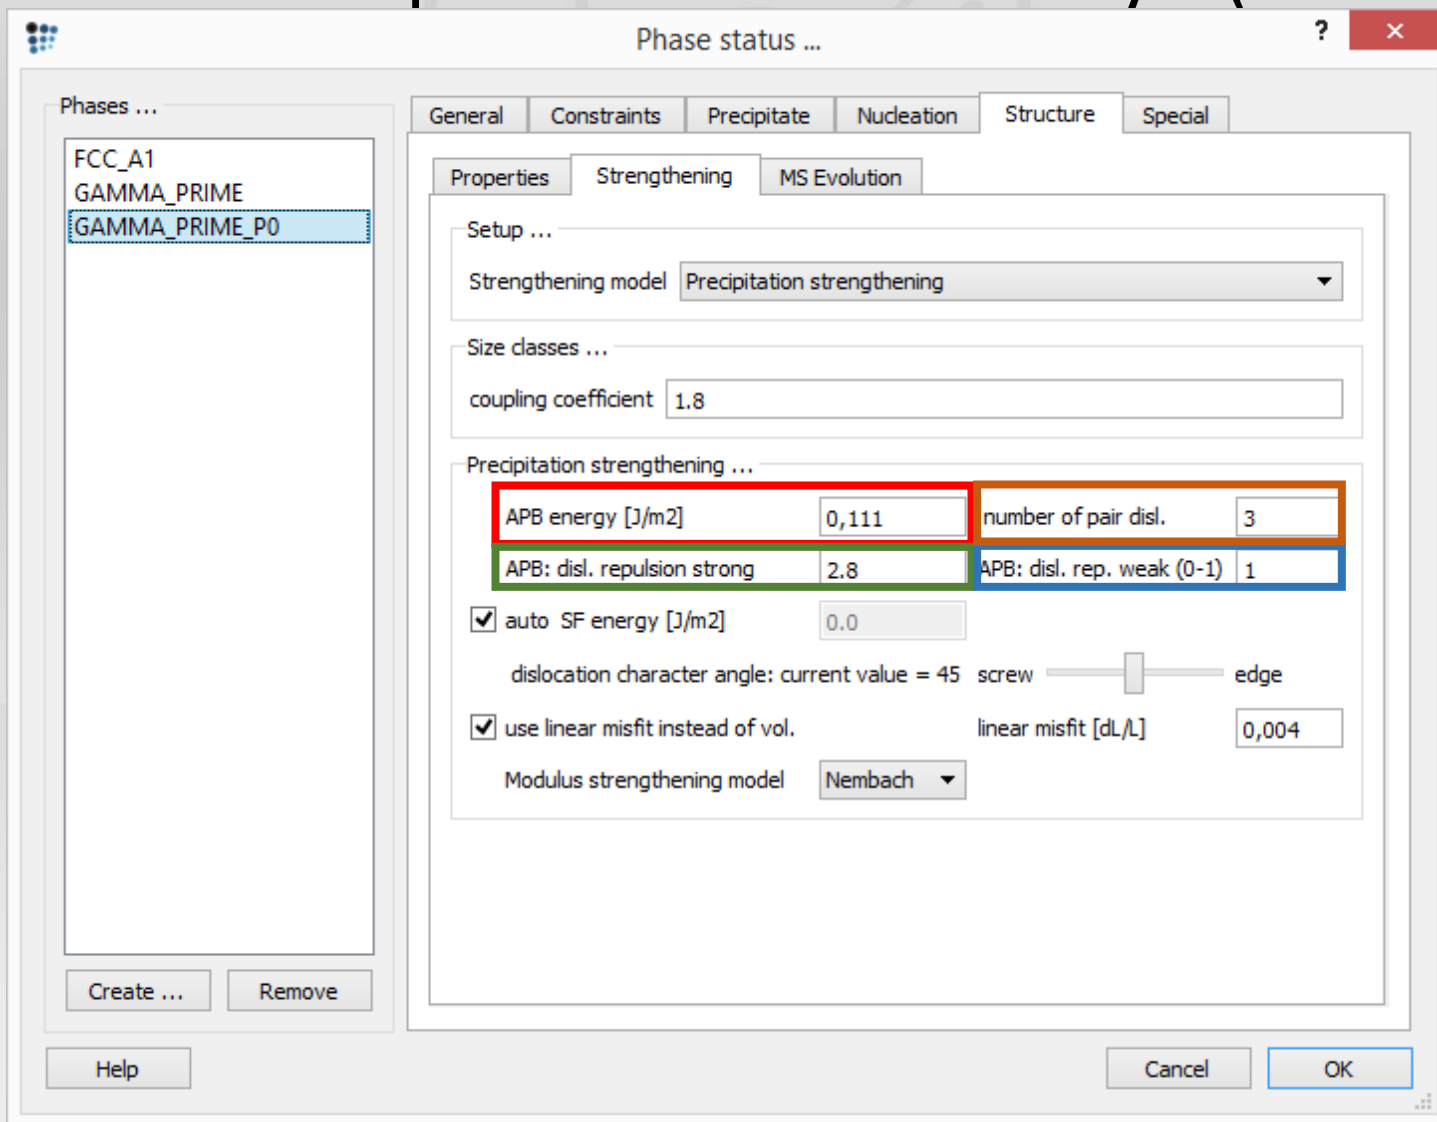 Phase status ...
?
×
Phases ...
FCC_A1
GAMMA_PRIME
GAMMA_PRIME_P0
Create ...
Remove
General
Constraints
Precipitate
Nucleation
Structure
Special
Properties
Strengthening
MS Evolution
Setup ...
Strengthening model Precipitation strengthening
Size classes ...
coupling coefficient 1.8
Precipitation strengthening ...
APB energy [J/m2] 0,111 number of pair disl. 3
APB: disl. repulsion strong 2.8 APB: disl. rep. weak (0-1) 1
auto SF energy [J/m2] 0.0
dislocation character angle: current value = 45 screw edge
use linear misfit instead of vol. linear misfit [dL/L] 0,004
Modulus strengthening model Nembach
Help
Cancel
OK